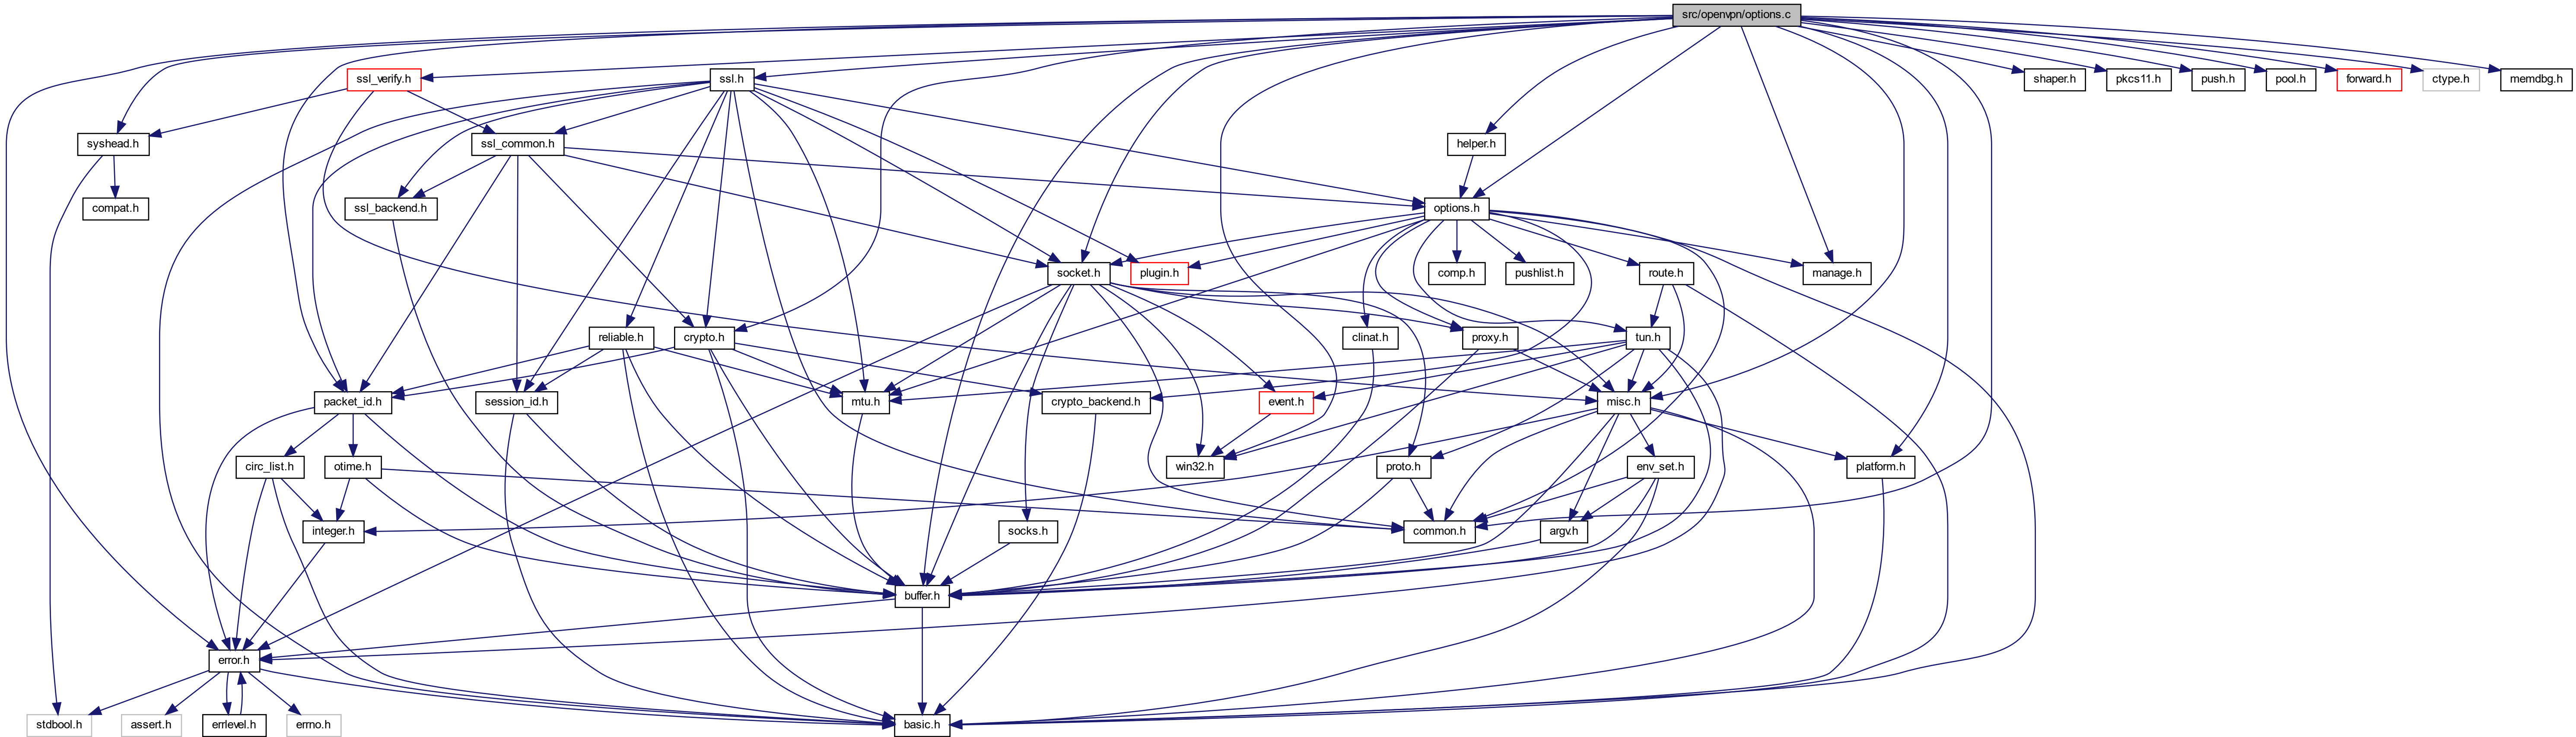 src/openvpn/options.c
ssl_verify.h
ssl.h
shaper.h
pkcs11.h
push.h
pool.h
forward.h
ctype.h
memdbg.h
syshead.h
ssl_common.h
helper.h
compat.h
ssl_backend.h
options.h
socket.h
plugin.h
comp.h
pushlist.h
route.h
manage.h
reliable.h
crypto.h
clinat.h
proxy.h
tun.h
packet_id.h
session_id.h
mtu.h
crypto_backend.h
event.h
misc.h
circ_list.h
otime.h
win32.h
proto.h
env_set.h
platform.h
integer.h
socks.h
common.h
argv.h
buffer.h
error.h
stdbool.h
assert.h
errlevel.h
errno.h
basic.h